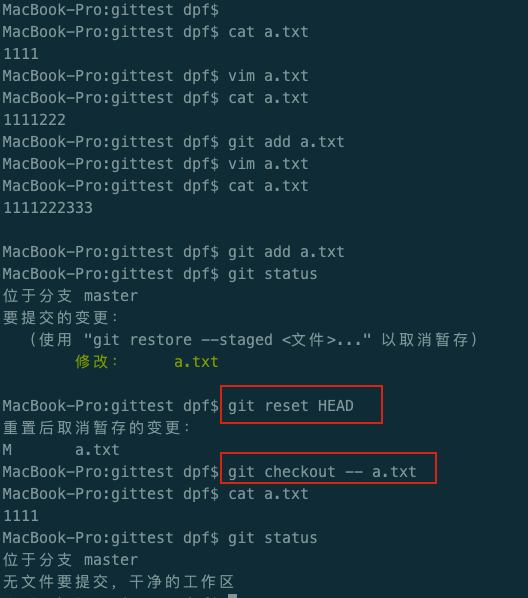 MacBook-Pro:gittest dpf$
MacBook-Pro:gittest dpf$ cat a.txt
1111
MacBook-Pro:gittest dpf$ vim a.txt
MacBook-Pro:gittest dpf$ cat a.txt
1111222
MacBook-Pro:gittest dpf$ git add a.txt
MacBook-Pro:gittest dpf$ vim a.txt
MacBook-Pro:gittest dpf$ cat a.txt
1111222333
MacBook-Pro:gittest dpf$ git add a.txt
MacBook-Pro:gittest dpf$ git status
位于分支 master
要提交的变更：
（使用 "git restore --staged <文件>..." 以取消暂存）
修改：     a.txt
MacBook-Pro:gittest dpf$ git reset HEAD
重置后取消暂存的变更：
M       a.txt
MacBook-Pro:gittest dpf$ git checkout -- a.txt
MacBook-Pro:gittest dpf$ cat a.txt
1111
MacBook-Pro:gittest dpf$ git status
位于分支 master
无文件要提交，干净的工作区